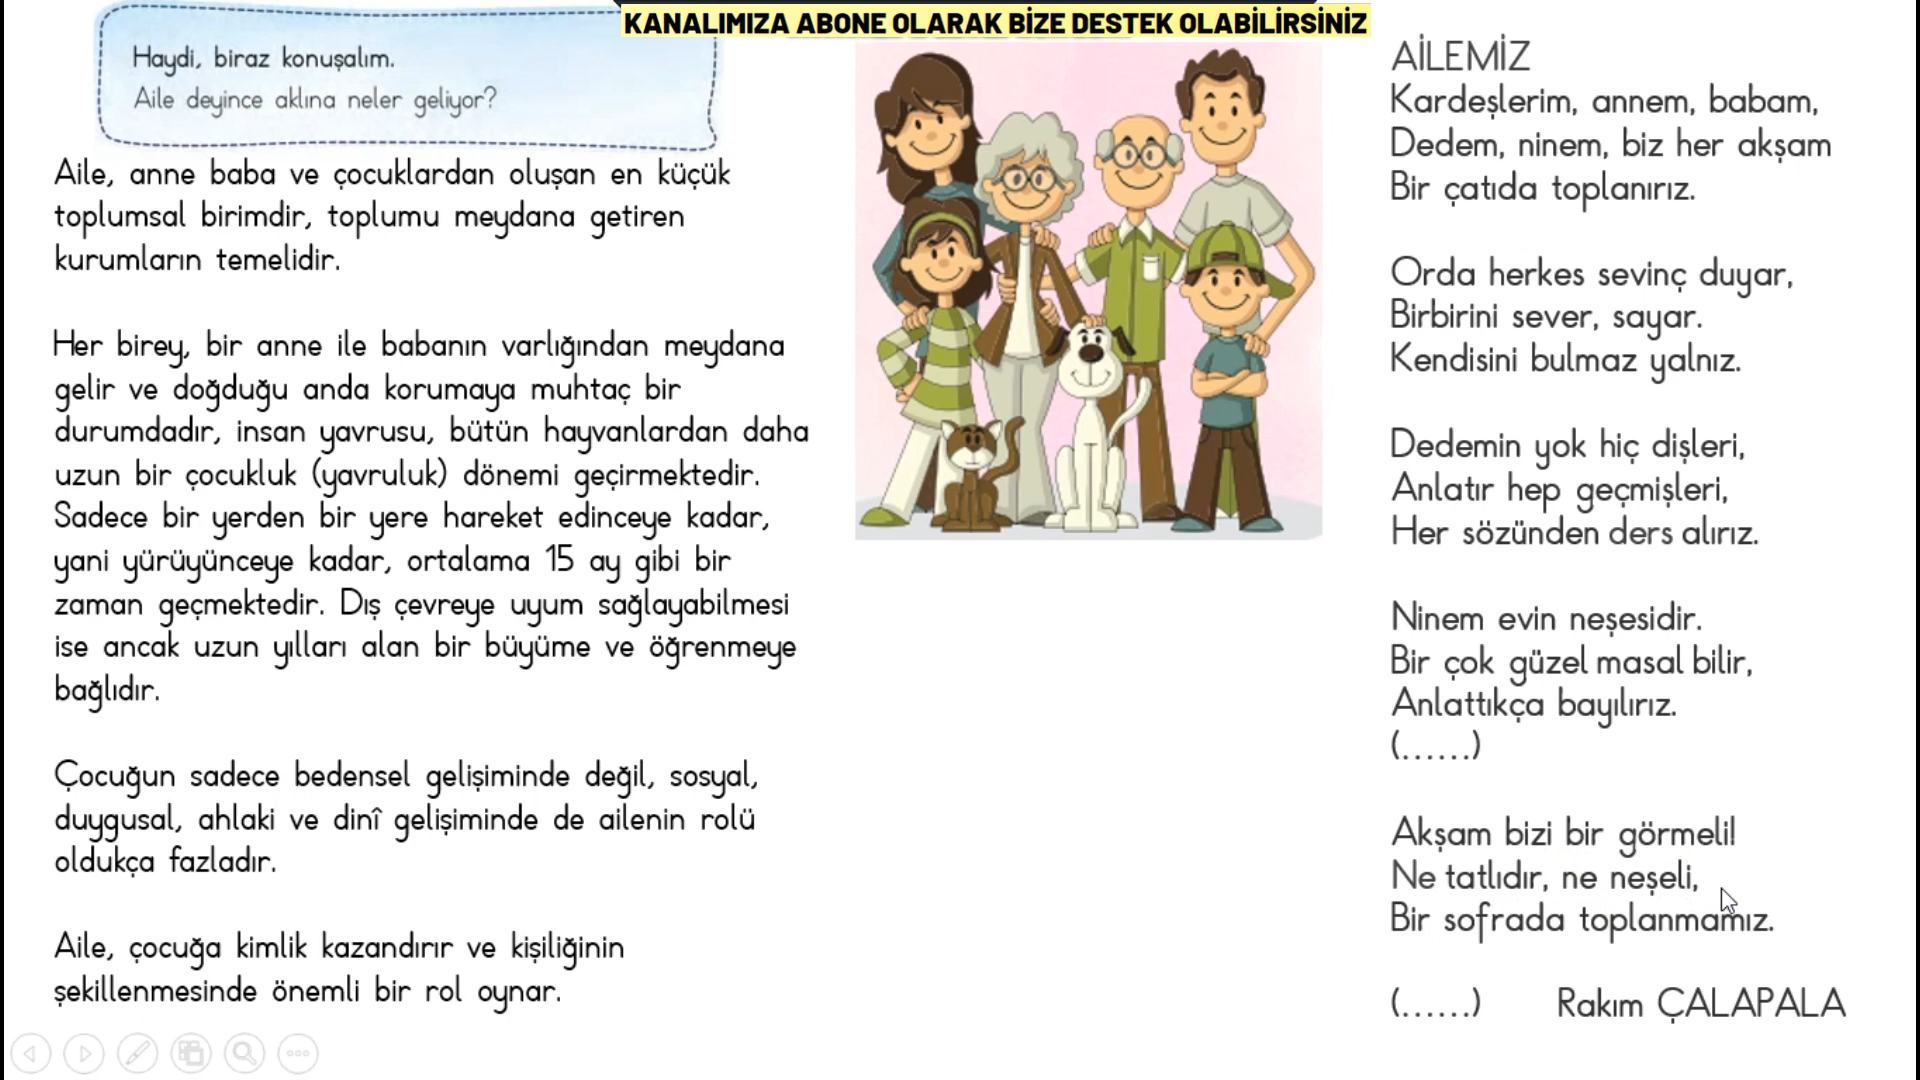 KANALIMIZA ABONE OLARAK BİZE DESTEK OLABİLİRSİNİZ
Haydi, biraz konuşalım.
Aile deyince aklına neler geliyor?
Aile, anne baba ve çocuklardan oluşan en küçük
toplumsal birimdir, toplumu meydana getiren
kurumların temelidir.
Her birey, bir anne ile babanın varlığından meydana
gelir ve doğduğu anda korumaya muhtaç bir
durumdadır, insan yavrusu, bütün hayvanlardan daha
uzun bir çocukluk (yavruluk) dönemi geçirmektedir.
Sadece bir yerden bir yere hareket edinceye kadar,
yani yürüyünceye kadar, ortalama 15 ay gibi bir
zaman geçmektedir. Dış çevreye uyum sağlayabilmesi
ise ancak uzun yılları alan bir büyüme ve öğrenmeye
bağlıdır.
Çocuğun sadece bedensel gelişiminde değil, sosyal,
duygusal, ahlaki ve dinî gelişiminde de ailenin rolü
oldukça fazladır.
Aile, çocuğa kimlik kazandırır ve kişiliğinin
şekillenmesinde önemli bir rol oynar.
AİLEMİZ
Kardeşlerim, annem, babam,
Dedem, ninem, biz her akşam
Bir çatıda toplanırız.
Orda herkes sevinç duyar,
Birbirini sever, sayar.
Kendisini bulmaz yalnız.
Dedemin yok hiç dişleri,
Anlatır hep geçmişleri,
Her sözünden ders alırız.
Ninem evin neşesidir.
Bir çok güzel masal bilir,
Anlattıkça bayılırız.
(......)
Akşam bizi bir görmeli!
Ne tatlıdır, ne neşeli,
Bir sofrada toplanmamız.
(......) Rakım ÇALAPALA